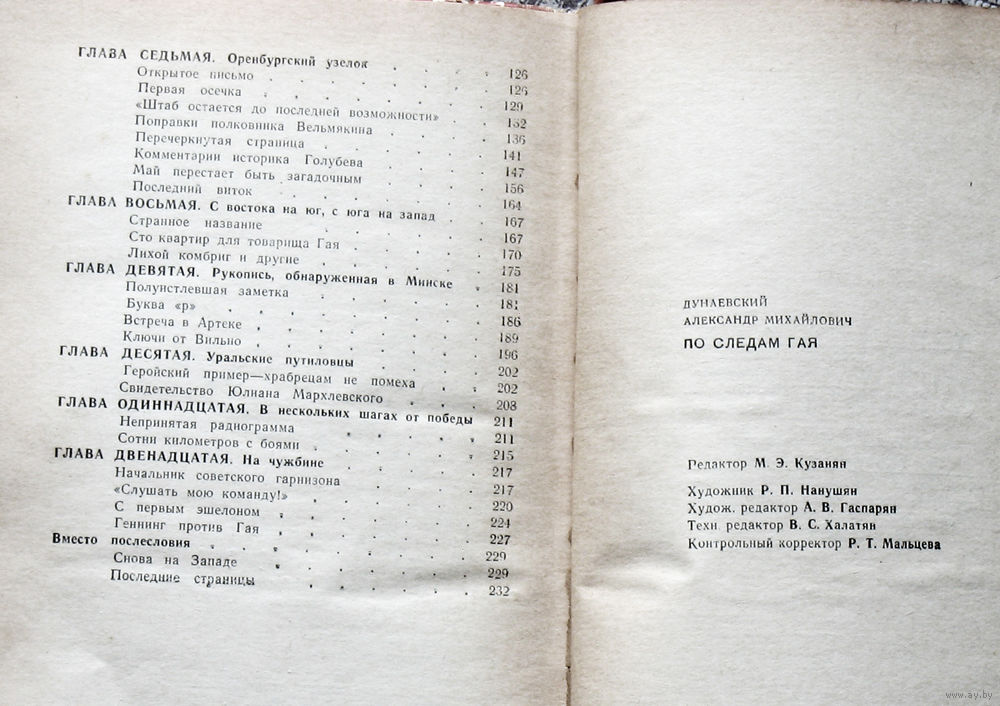 ГЛАВА СЕДЬМАЯ. Оренбургский узелок . . . . 126
Открытое письмо . . . . . . . 126
Первая осечка . . . . . . . 129
«Штаб остается до последней возможности» . . 132
Поправки полковника Вельмякина . . . . 136
Перечеркнутая страница . . . . . . 141
Комментарии историка Голубева . . . . 147
Май перестает быть загадочным . . . . 156
Последний виток . . . . . . . 164
ГЛАВА ВОСЬМАЯ. С востока на юг, с юга на запад . . 167
Странное название . . . . . . 167
Сто квартир для товарища Гая . . . . 170
Лихой комбриг и другие . . . . . 175
ГЛАВА ДЕВЯТАЯ. Рукопись, обнаруженная в Минске . 181
Полуистлевшая заметка . . . . . 181
Буква «р» . . . . . . . 186
Встреча в Артеке . . . . . . . 189
Ключи от Вильно . . . . . . . 196
ГЛАВА ДЕСЯТАЯ. Уральские путиловцы . . . . 202
Геройский пример—храбрецам не помеха . . 202
Свидетельство Юлиана Мархлевского . . . . 208
ГЛАВА ОДИННАДЦАТАЯ. В нескольких шагах от победы 211
Непринятая радиограмма . . . . . 211
Сотни километров с боями . . . . . 215
ГЛАВА ДВЕНАДЦАТАЯ. На чужбине . . . . 217
Начальник советского гарнизона . . . . 217
«Слушать мою команду!» . . . . . 220
С первым эшелоном . . . . . . 224
Геннинг против Гая . . . . . . 227
Вместо послесловия . . . . . . . 229
Снова на Западе . . . . . . 229
Последние страницы . . . . . . 232
ДУНАЕВСКИЙ
АЛЕКСАНДР МИХАЙЛОВИЧ
ПО СЛЕДАМ ГАЯ
Редактор М. Э. Кузанян
Художник Р. П. Нанушян
Худож. редактор А. В. Гаспарян
Техн. редактор В. С. Халатян
Контрольный корректор Р. Т. Мальцева
www.ay.by